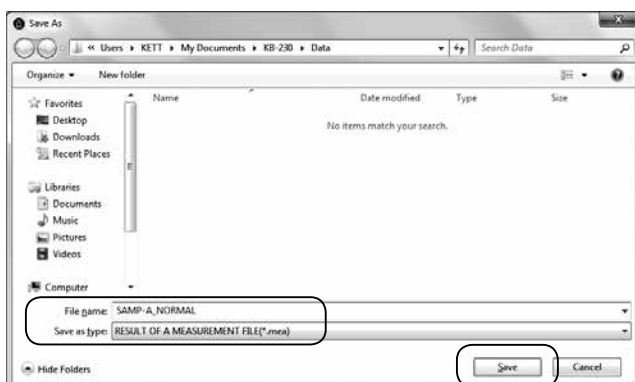 Save As
« Users ▸ KETT ▸ My Documents ▸ KB-230 ▸ Data
Search Data
Organize ▾ New folder
Favorites
Desktop
Downloads
Recent Places
Libraries
Documents
Music
Pictures
Videos
Computer
Name Date modified Type Size
No items match your search.
File name: SAMP-A_NORMAL
Save as type: RESULT OF A MEASUREMENT FILE(*.mea)
Hide Folders
Save Cancel